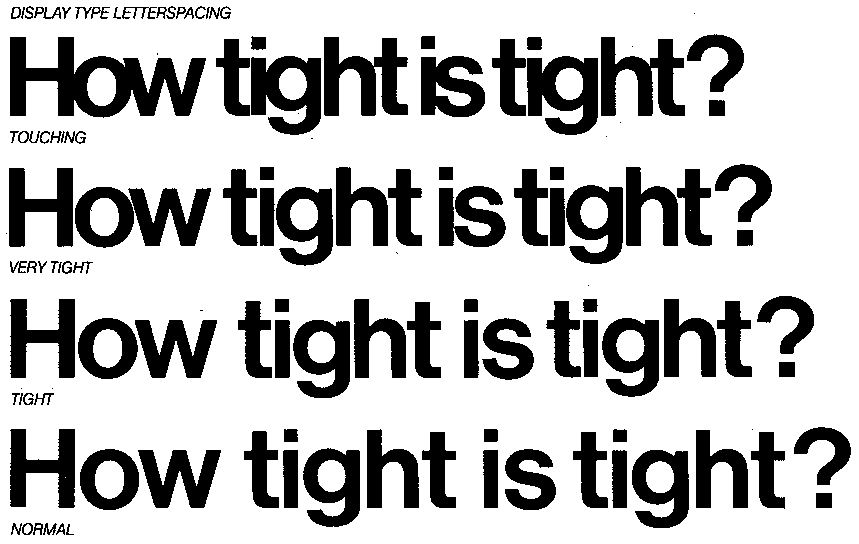 DISPLAY TYPE LETTERSPACING
How tight is tight?
TOUCHING
How tight is tight?
VERY TIGHT
How tight is tight?
TIGHT
How tight is tight?
NORMAL